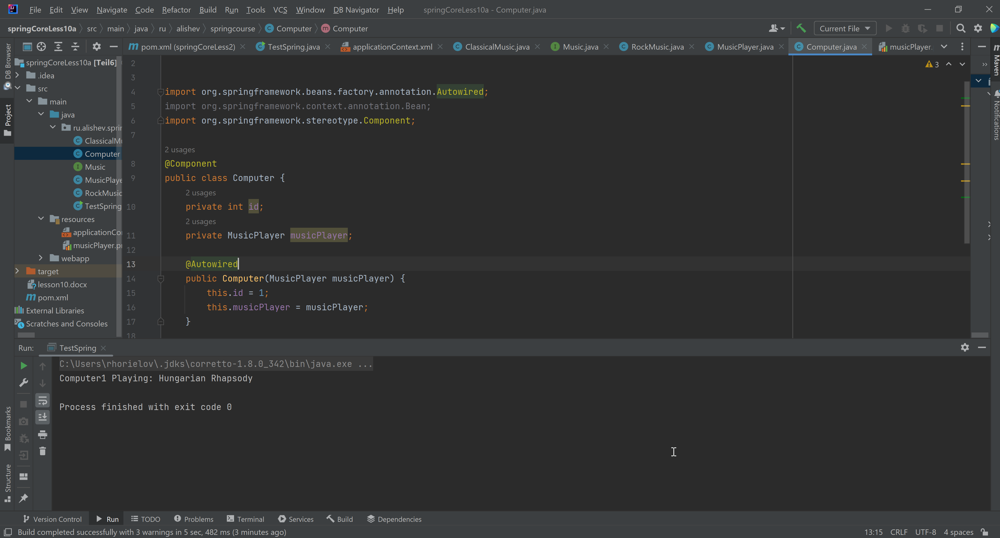 File Edit View Navigate Code Refactor Build Run Tools VCS Window DB Navigator Help springCoreLess10a - Computer.java
springCoreLess10a src main java ru alishev springcourse Computer Computer
Current File
pom.xml (springCoreLess2) TestSpring.java applicationContext.xml ClassicalMusic.java Music.java RockMusic.java MusicPlayer.java Computer.java musicPlayer.
DB Browser
Project
Bookmarks
Structure
springCoreLess10a [Teil6]
.idea
src
main
java
ru.alishev.sprin
ClassicalMu
Computer
Music
MusicPlaye
RockMusic
TestSpring
resources
applicationCo
musicPlayer.p
webapp
target
lesson10.docx
pom.xml
External Libraries
Scratches and Consoles
3
2
3
4 import org.springframework.beans.factory.annotation.Autowired;
5 import org.springframework.context.annotation.Bean;
6 import org.springframework.stereotype.Component;
7
2 usages
8 @Component
9 public class Computer {
2 usages
10 private int id;
2 usages
11 private MusicPlayer musicPlayer;
12
13 @Autowired
14 public Computer(MusicPlayer musicPlayer) {
15 this.id = 1;
16 this.musicPlayer = musicPlayer;
17 }
18
Maven
Notifications
Run: TestSpring
C:\Users\rhorielov\.jdks\corretto-1.8.0_342\bin\java.exe ...
Computer1 Playing: Hungarian Rhapsody
Process finished with exit code 0
Version Control Run TODO Problems Terminal Services Build Dependencies
Build completed successfully with 3 warnings in 5 sec, 482 ms (3 minutes ago) 13:15 CRLF UTF-8 4 spaces